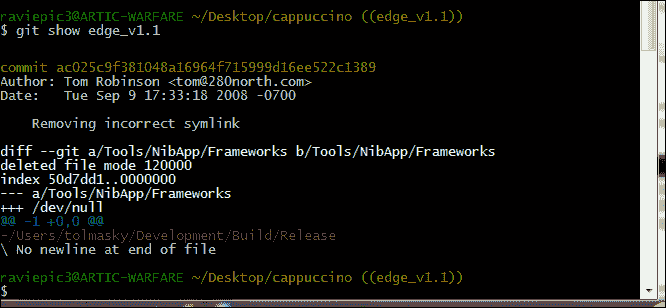 raviepic3@ARTIC-WARFARE ~/Desktop/cappuccino ((edge_v1.1))
$ git show edge_v1.1
commit ac025c9f381048a16964f715999d16ee522c1389
Author: Tom Robinson <tom@280north.com>
Date:   Tue Sep 9 17:33:18 2008 -0700
    Removing incorrect symlink
diff --git a/Tools/NibApp/Frameworks b/Tools/NibApp/Frameworks
deleted file mode 120000
index 50d7dd1..0000000
--- a/Tools/NibApp/Frameworks
+++ /dev/null
@@ -1 +0,0 @@
-/Users/tolmasky/Development/Build/Release
\ No newline at end of file
raviepic3@ARTIC-WARFARE ~/Desktop/cappuccino ((edge_v1.1))
$